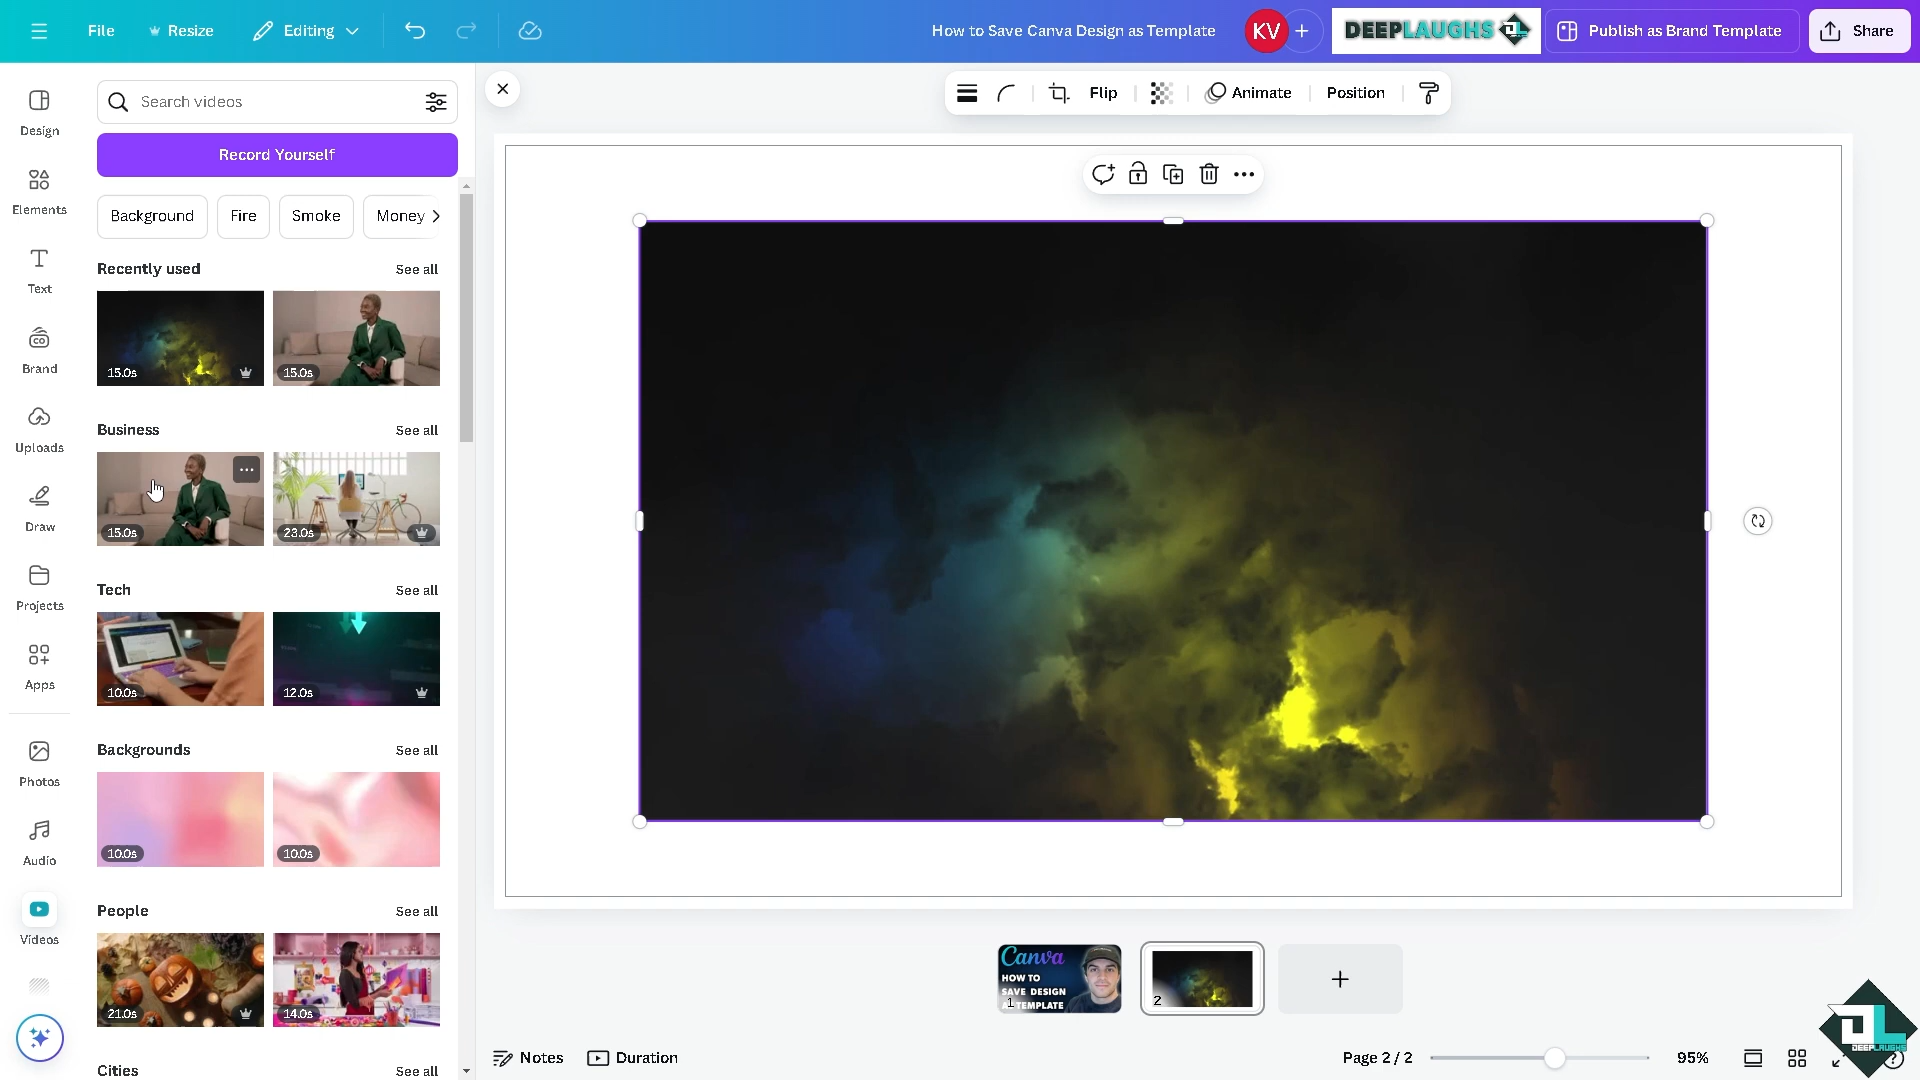 File
Resize
Editing
How to Save Canva Design as Template
KV
DEEPLAUGHS
Publish as Brand Template
Share
Design
Elements
Text
Brand
Uploads
Draw
Projects
Apps
Photos
Audio
Videos
Search videos
Record Yourself
Background
Fire
Smoke
Money
Recently used
See all
15.0s
15.0s
Business
See all
15.0s
23.0s
Tech
See all
10.0s
12.0s
Backgrounds
See all
10.0s
10.0s
People
See all
21.0s
14.0s
Cities
See all
Flip
Animate
Position
Canva
HOW TO
SAVE DESIGN
AS TEMPLATE
1
2
Notes
Duration
Page 2 / 2
95%
DEEPLAUGHS